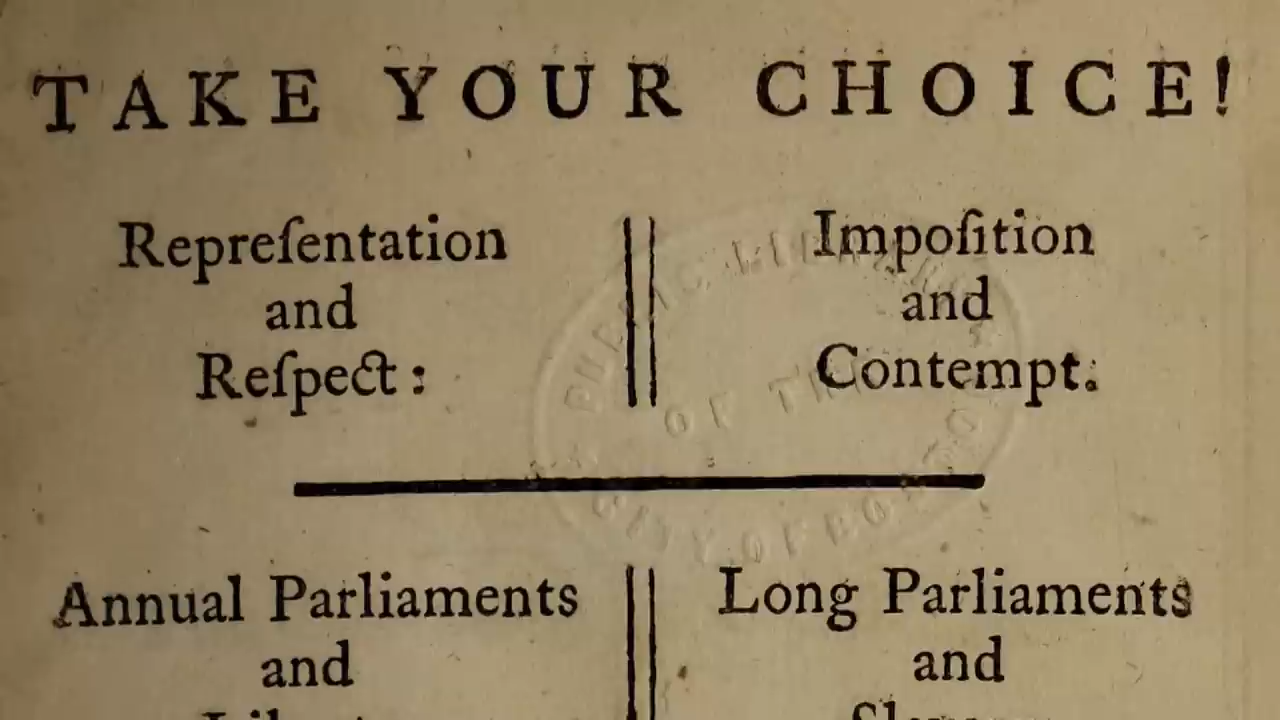 TAKE YOUR CHOICE!
Repreſentation
and
Reſpect:
Impoſition
and
Contempt.
Annual Parliaments
and
Long Parliaments
and